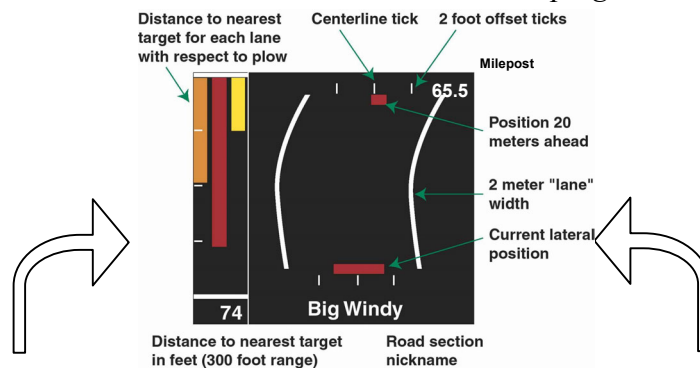 Distance to nearest
target for each lane
with respect to plow
Centerline tick
2 foot offset ticks
Milepost
65.5
Position 20
meters ahead
2 meter "lane"
width
Current lateral
position
74
Big Windy
Distance to nearest target
in feet (300 foot range)
Road section
nickname